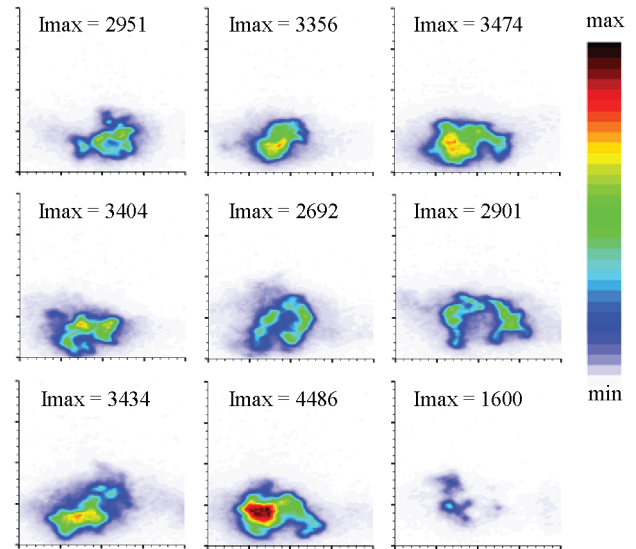 Imax = 2951
Imax = 3356
Imax = 3474
max
Imax = 3404
Imax = 2692
Imax = 2901
min
Imax = 3434
Imax = 4486
Imax = 1600